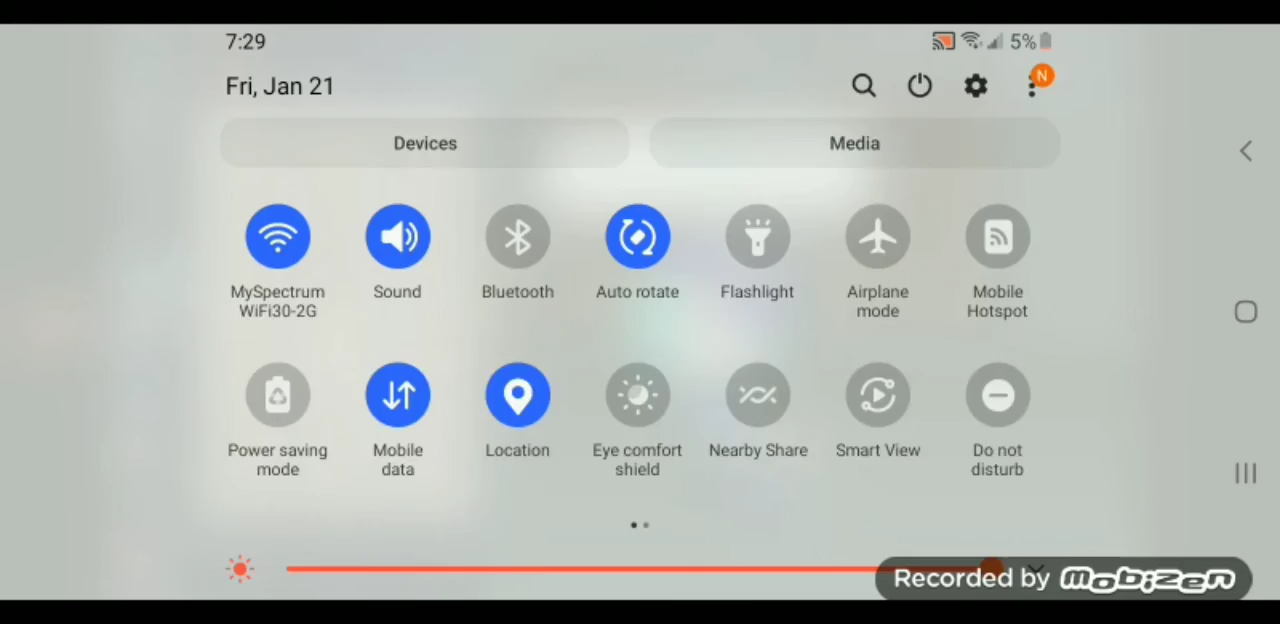 7:29
5%
Fri, Jan 21
N
Devices
Media
MySpectrum
WiFi30-2G
Sound
Bluetooth
Auto rotate
Flashlight
Airplane
mode
Mobile
Hotspot
Power saving
mode
Mobile
data
Location
Eye comfort
shield
Nearby Share
Smart View
Do not
disturb
Recorded by Mobizen